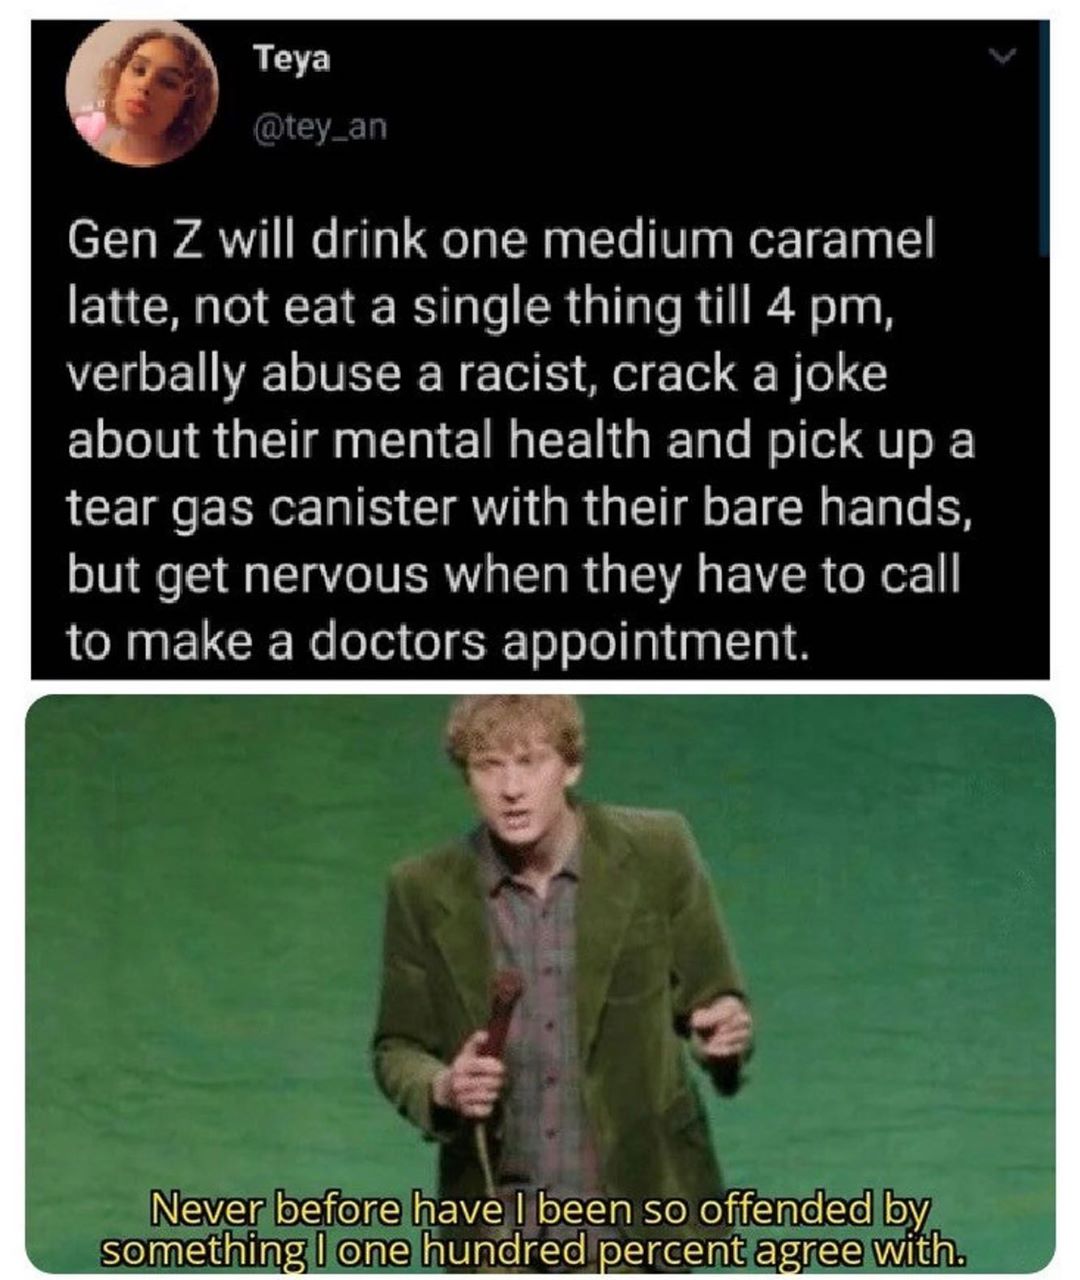 Teya
@tey_an
Gen Z will drink one medium caramel
latte, not eat a single thing till 4 pm,
verbally abuse a racist, crack a joke
about their mental health and pick up a
tear gas canister with their bare hands,
but get nervous when they have to call
to make a doctors appointment.
Never before have I been so offended by
something I one hundred percent agree with.